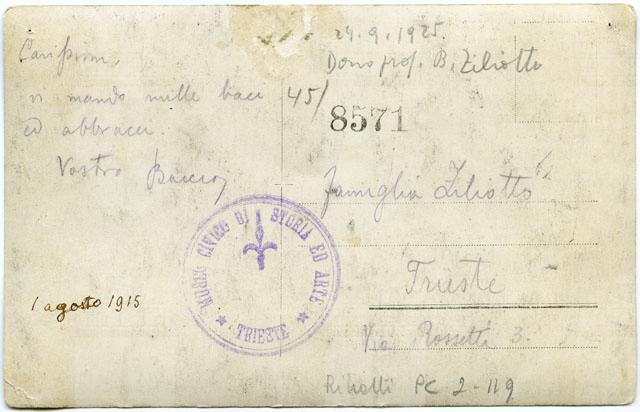 Carissimi,
vi mando mille baci
ed abbracci.
Vostro Baccio
1 agosto 1915
24.9.1925.
Dono prof. B. Ziliotto
45/
8571
famiglia Ziliotto
Trieste
Via Rossetti 3.
PC 2-119
MUSEO CIVICO DI STORIA ED ARTE
TRIESTE